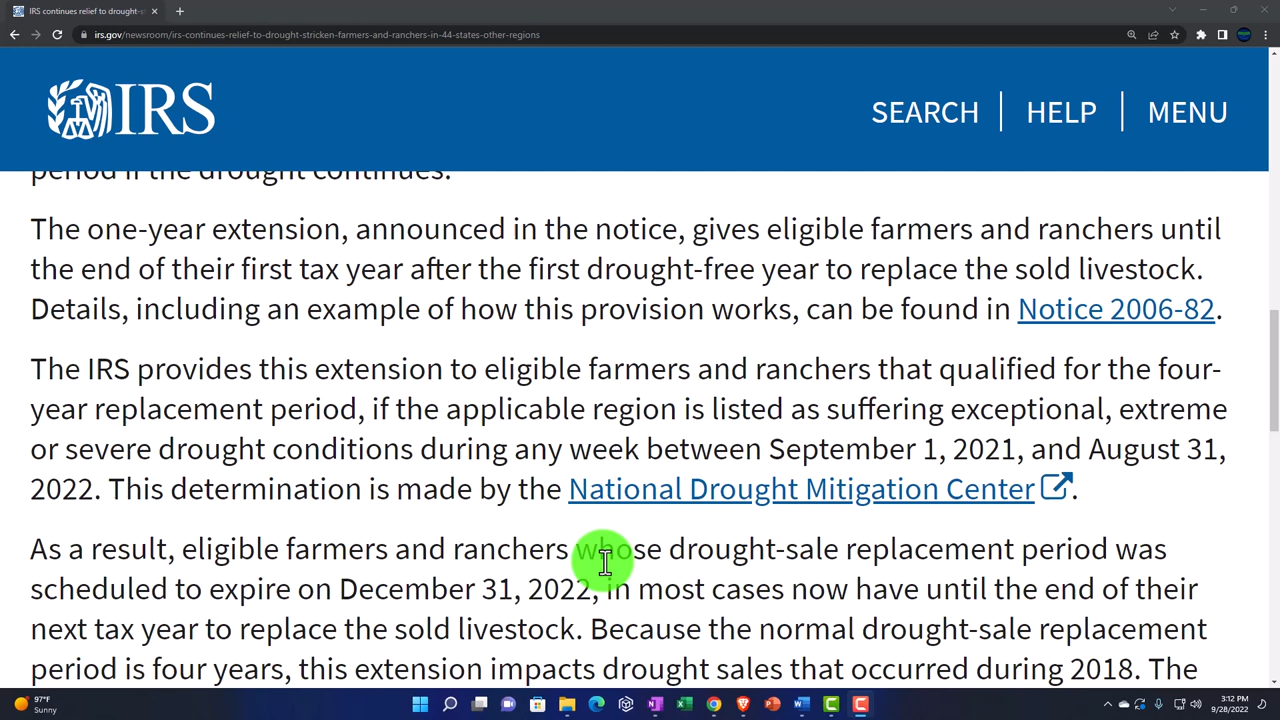 IRS continues relief to drought-s
irs.gov/newsroom/irs-continues-relief-to-drought-stricken-farmers-and-ranchers-in-44-states-other-regions
IRS
SEARCH
HELP
MENU
period if the drought continues.
The one-year extension, announced in the notice, gives eligible farmers and ranchers until
the end of their first tax year after the first drought-free year to replace the sold livestock.
Details, including an example of how this provision works, can be found in Notice 2006-82.
The IRS provides this extension to eligible farmers and ranchers that qualified for the four-
year replacement period, if the applicable region is listed as suffering exceptional, extreme
or severe drought conditions during any week between September 1, 2021, and August 31,
2022. This determination is made by the National Drought Mitigation Center.
As a result, eligible farmers and ranchers whose drought-sale replacement period was
scheduled to expire on December 31, 2022, in most cases now have until the end of their
next tax year to replace the sold livestock. Because the normal drought-sale replacement
period is four years, this extension impacts drought sales that occurred during 2018. The
97°F
Sunny
3:12 PM
9/28/2022